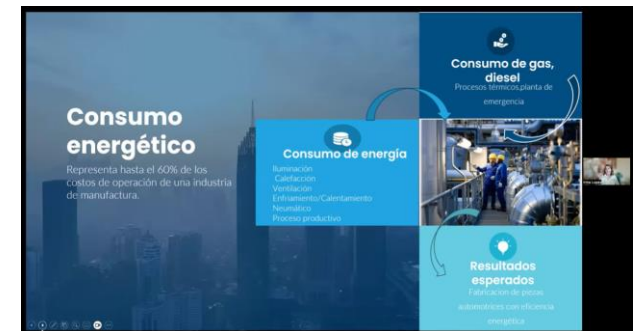 Consumo
energético
Representa hasta el 60% de los
costos de operación de una industria
de manufactura.
Consumo de energía
Iluminación
Calefacción
Ventilación
Enfriamiento/Calentamiento
Neumático
Proceso productivo
Consumo de gas,
diesel
Procesos térmicos,planta de
emergencia
Resultados
esperados
Fabricacion de piezas
automotrices con eficiencia
energética